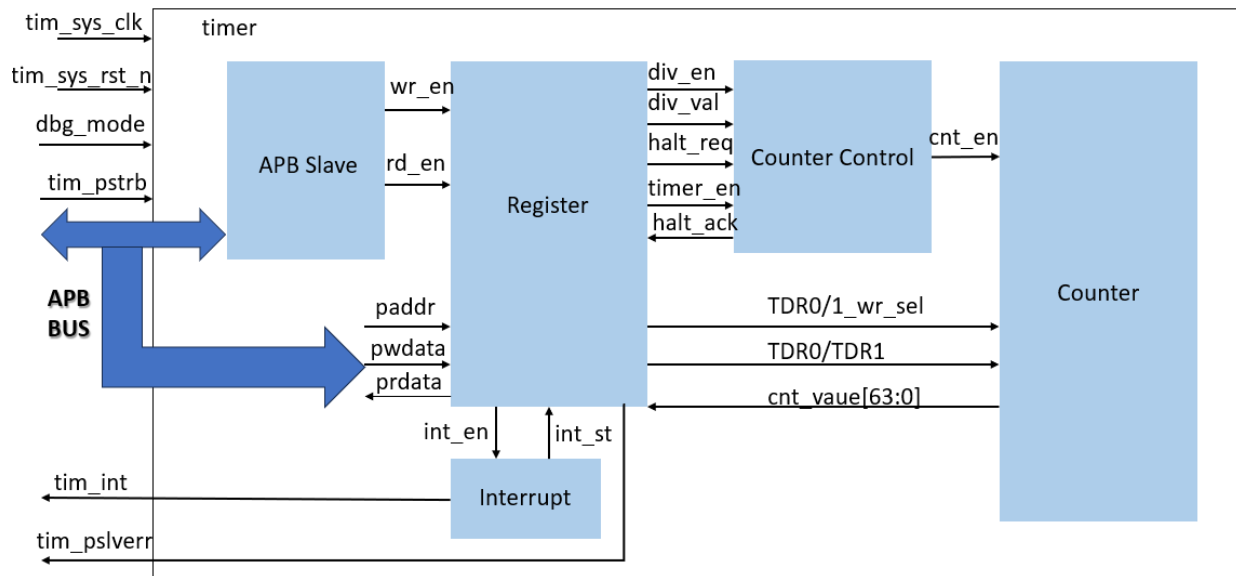 tim_sys_clk
timer
tim_sys_rst_n
dbg_mode
tim_pstrb
APB
BUS
APB Slave
wr_en
rd_en
Register
paddr
pwdata
prdata
div_en
div_val
halt_req
timer_en
halt_ack
Counter Control
cnt_en
Counter
TDR0/1_wr_sel
TDR0/TDR1
cnt_vaue[63:0]
int_en
int_st
Interrupt
tim_int
tim_pslverr